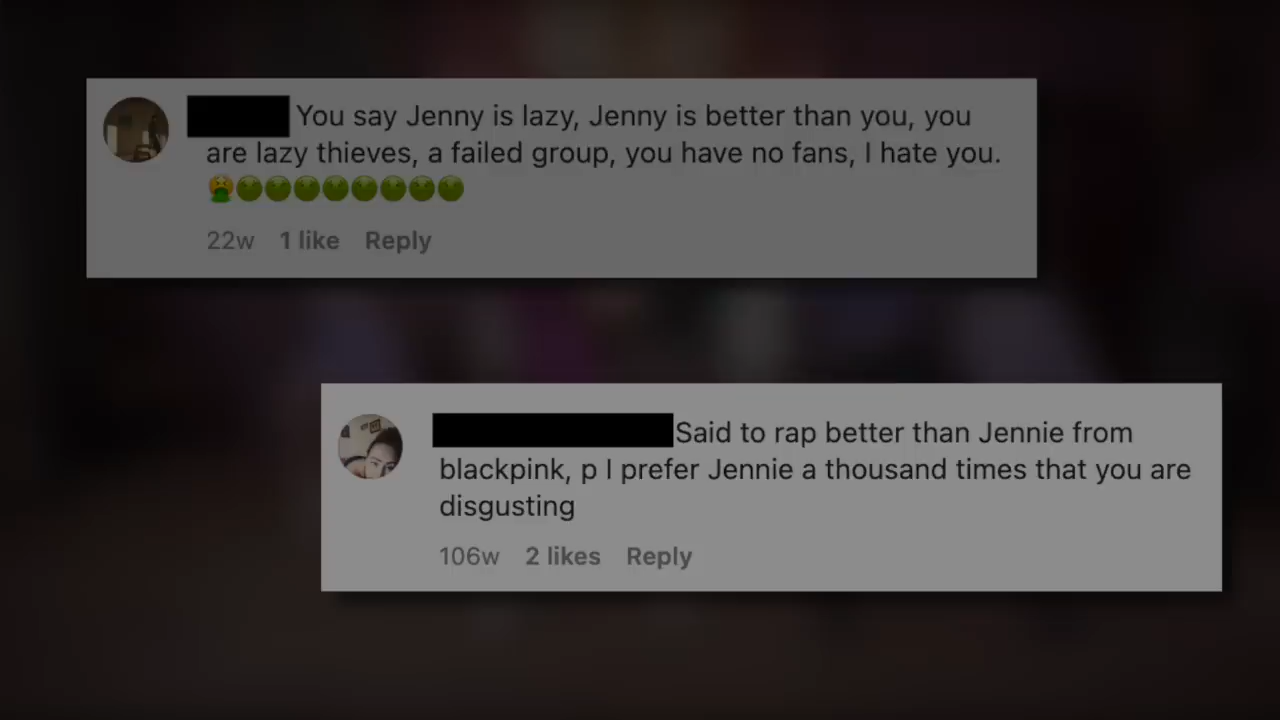 You say Jenny is lazy, Jenny is better than you, you
are lazy thieves, a failed group, you have no fans, I hate you.
🤮🤢🤢🤢🤢🤢🤢🤢🤢
22w 1 like Reply
Said to rap better than Jennie from
blackpink, p I prefer Jennie a thousand times that you are
disgusting
106w 2 likes Reply